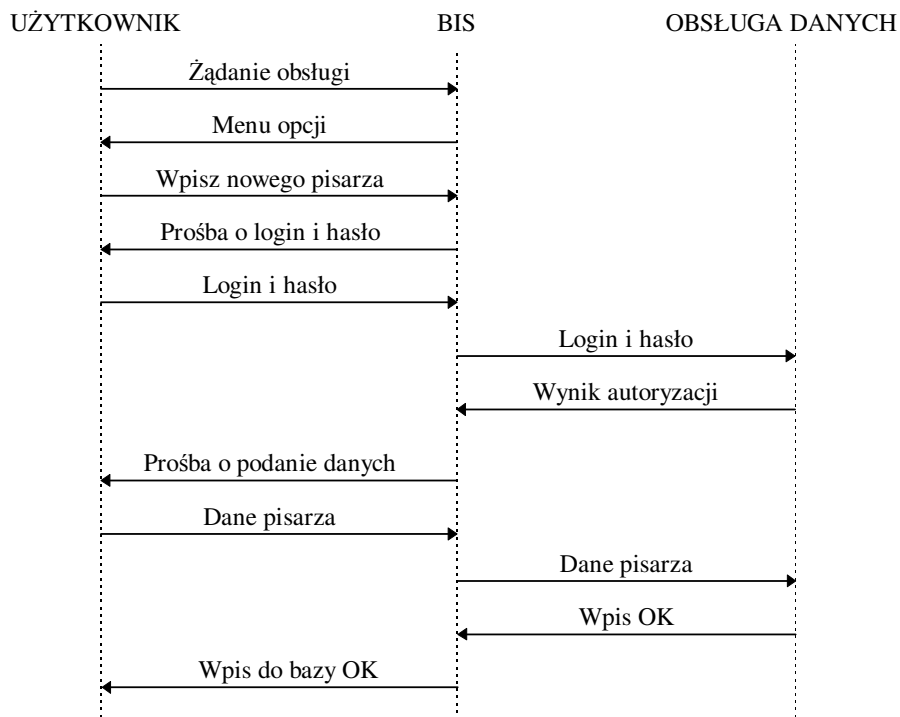 UŻYTKOWNIK BIS OBSŁUGA DANYCH
Żądanie obsługi
Menu opcji
Wpisz nowego pisarza
Prośba o login i hasło
Login i hasło
Login i hasło
Wynik autoryzacji
Prośba o podanie danych
Dane pisarza
Dane pisarza
Wpis OK
Wpis do bazy OK